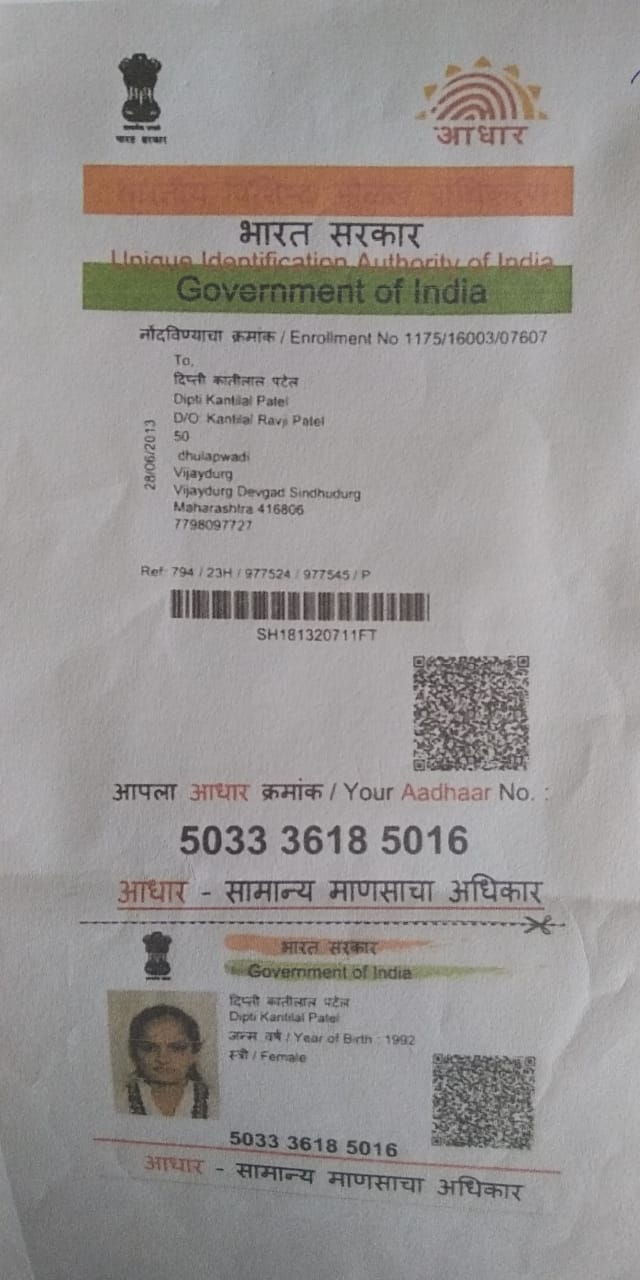 भारत सरकार
आधार
भारत सरकार
Unique Identification Authority of India
Government of India
नोंदविण्याचा क्रमांक / Enrollment No 1175/16003/07607
To,
दिप्ती कातीलाल पटेल
Dipti Kantilal Patel
D/O: Kantilal Ravji Patel
50
dhulapwadi
Vijaydurg
Vijaydurg Devgad Sindhudurg
Maharashtra 416806
7798097727
28/06/2013
Ref: 794 / 23H / 977524 / 977545 / P
SH181320711FT
आपला आधार क्रमांक / Your Aadhaar No. :
5033 3618 5016
आधार - सामान्य माणसाचा अधिकार
भारत सरकार
Government of India
दिप्ती कातीलाल पटेल
Dipti Kantilal Patel
जन्म वर्ष / Year of Birth : 1992
स्त्री / Female
5033 3618 5016
आधार - सामान्य माणसाचा अधिकार